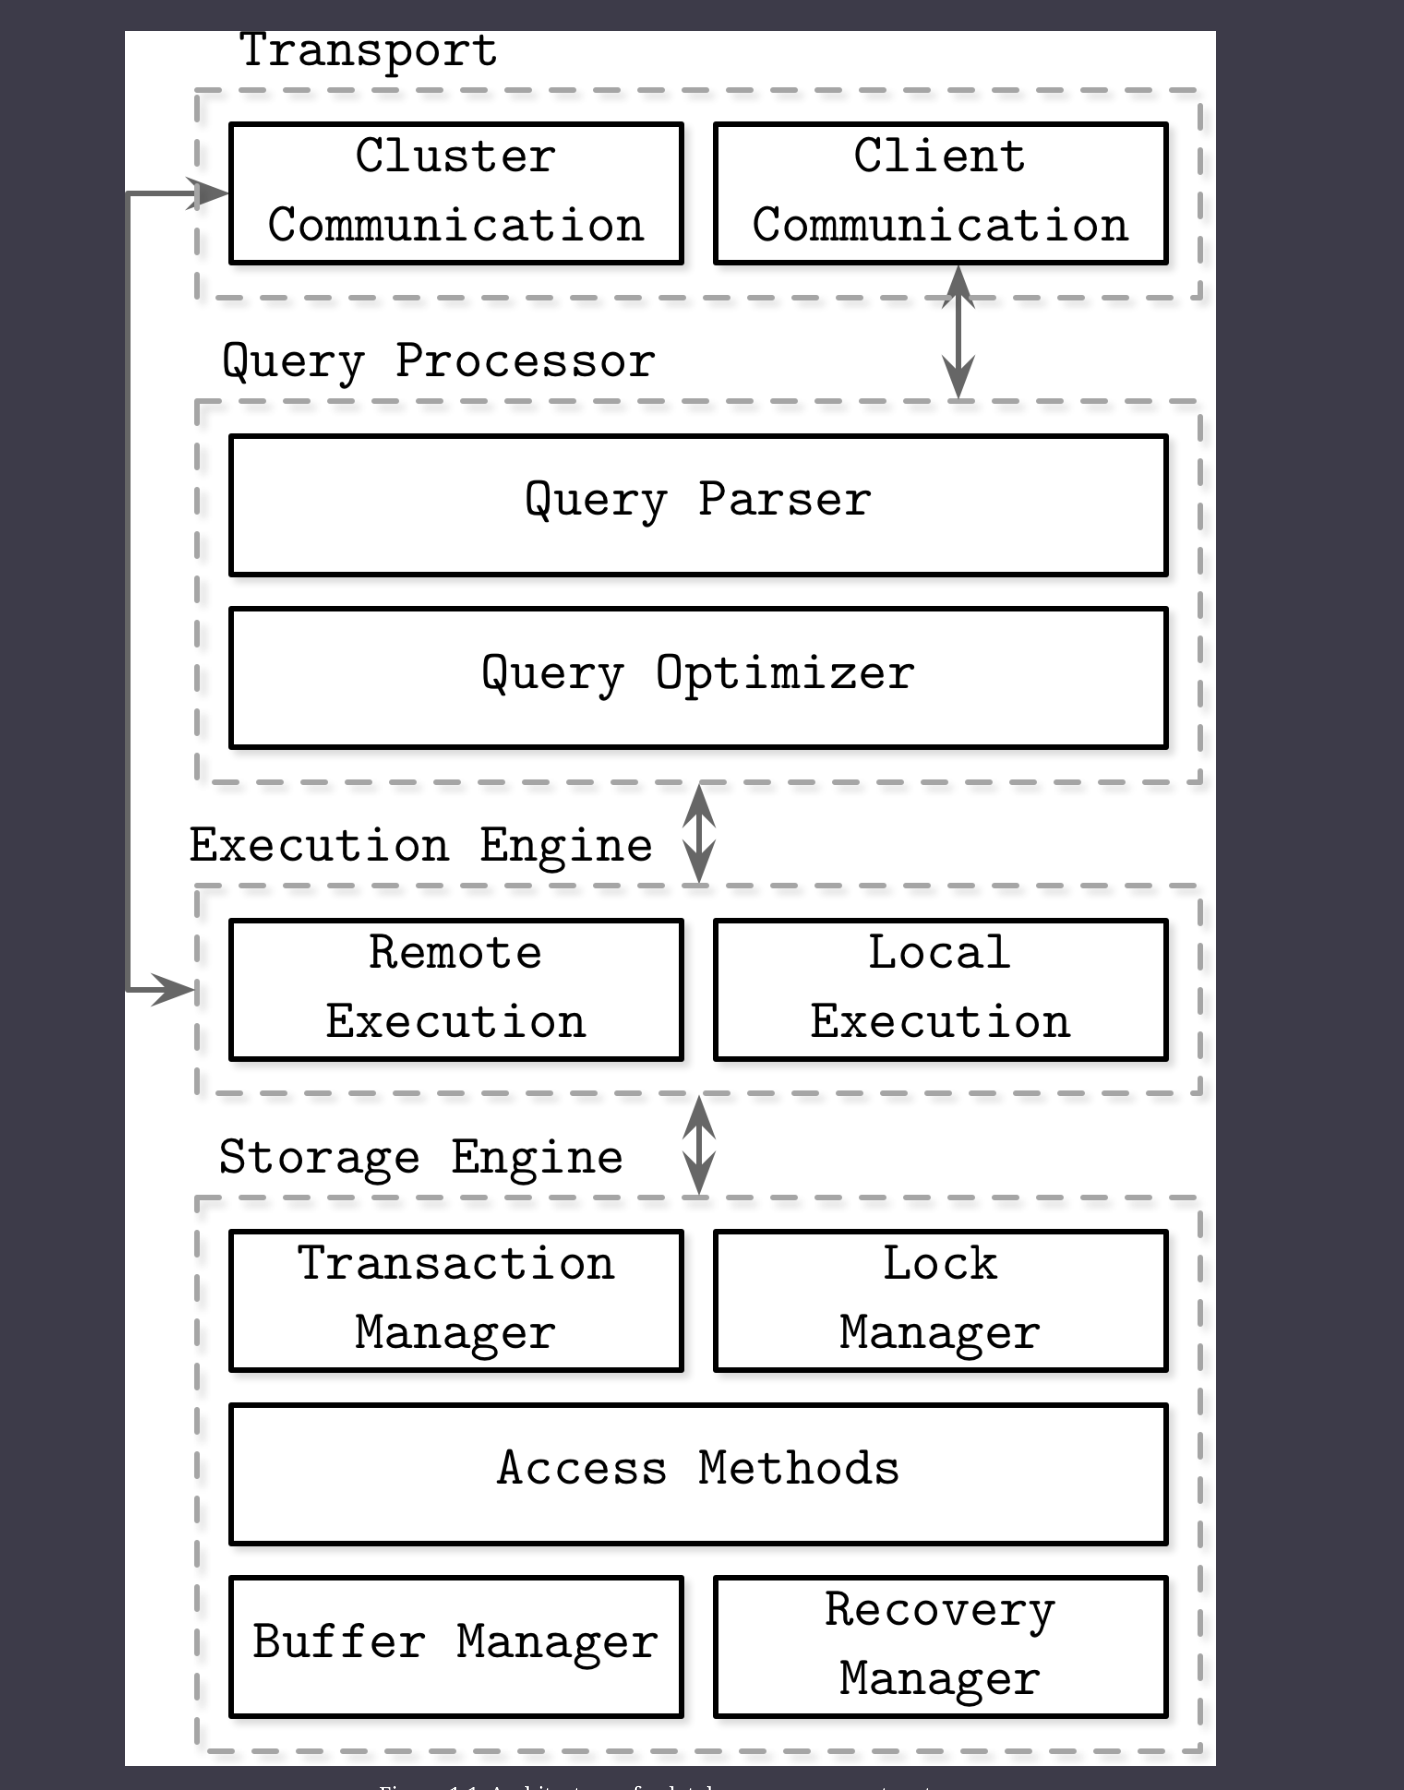 Transport
Cluster
Communication
Client
Communication
Query Processor
Query Parser
Query Optimizer
Execution Engine
Remote
Execution
Local
Execution
Storage Engine
Transaction
Manager
Lock
Manager
Access Methods
Buffer Manager
Recovery
Manager